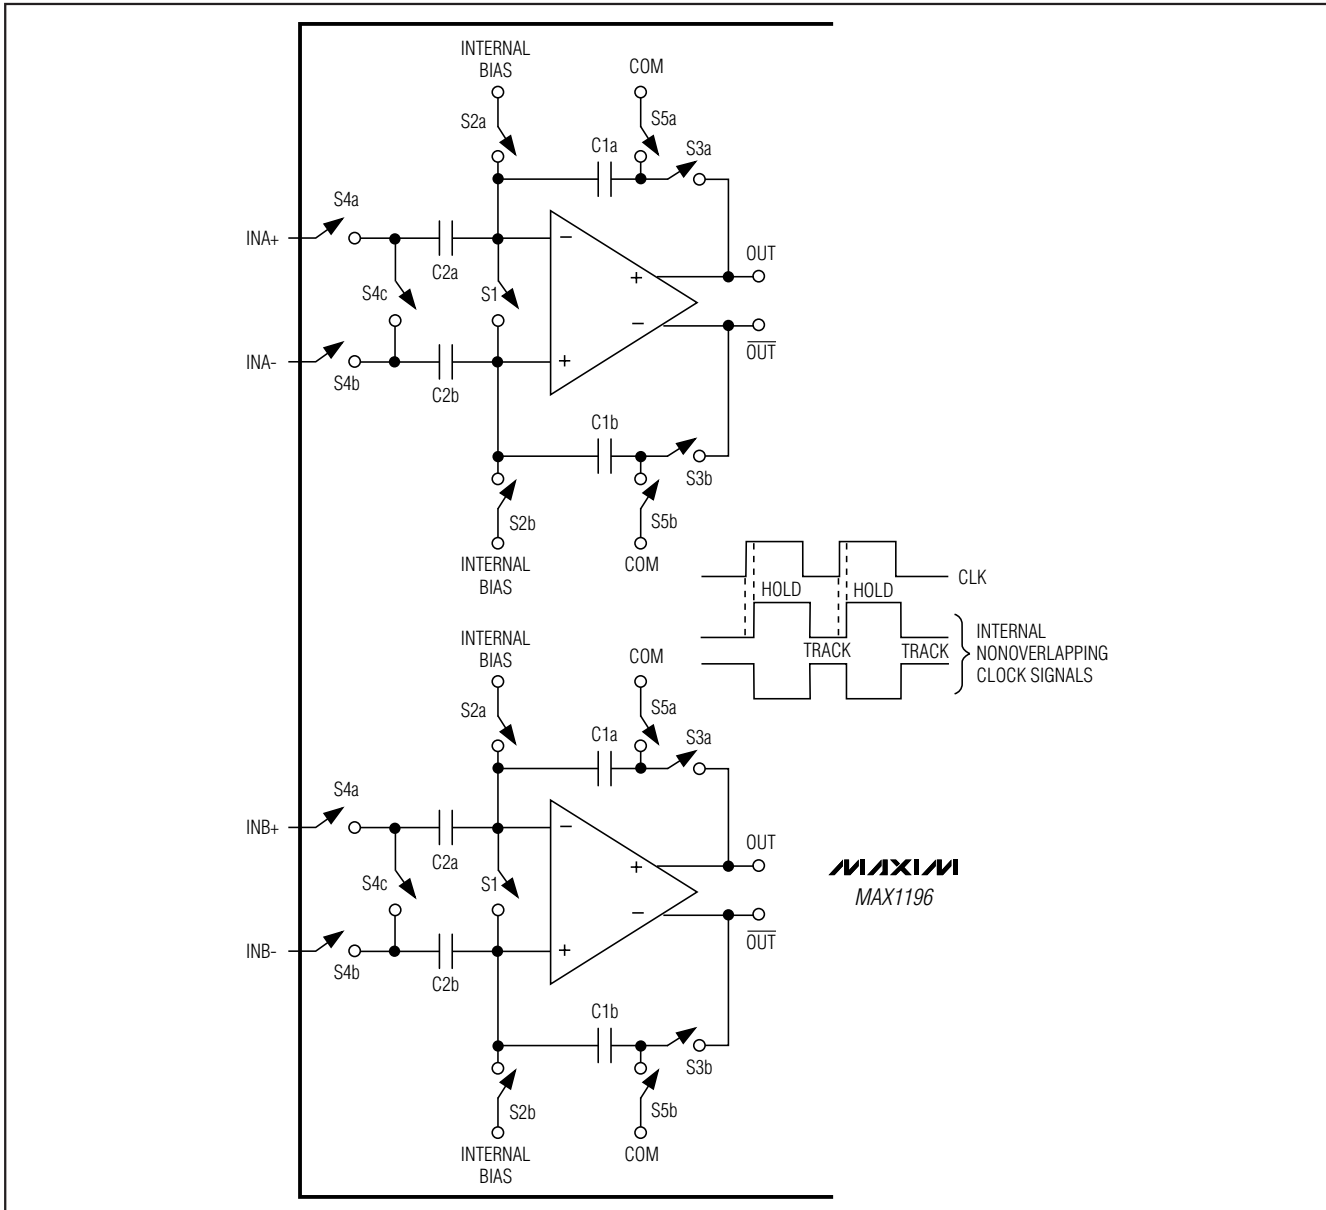 INTERNAL
BIAS
COM
S2a
S5a
C1a
S3a
S4a
INA+
−
C2a
OUT
+
S4c
S1
−
INA-
+
OUT
S4b
C2b
C1b
S3b
S2b
S5b
INTERNAL
BIAS
COM
CLK
HOLD
HOLD
TRACK
TRACK
INTERNAL
NONOVERLAPPING
CLOCK SIGNALS
INTERNAL
BIAS
COM
S2a
S5a
C1a
S3a
S4a
INB+
−
C2a
OUT
+
S4c
S1
MAXIM
MAX1196
−
INB-
+
OUT
S4b
C2b
C1b
S3b
S2b
S5b
INTERNAL
BIAS
COM